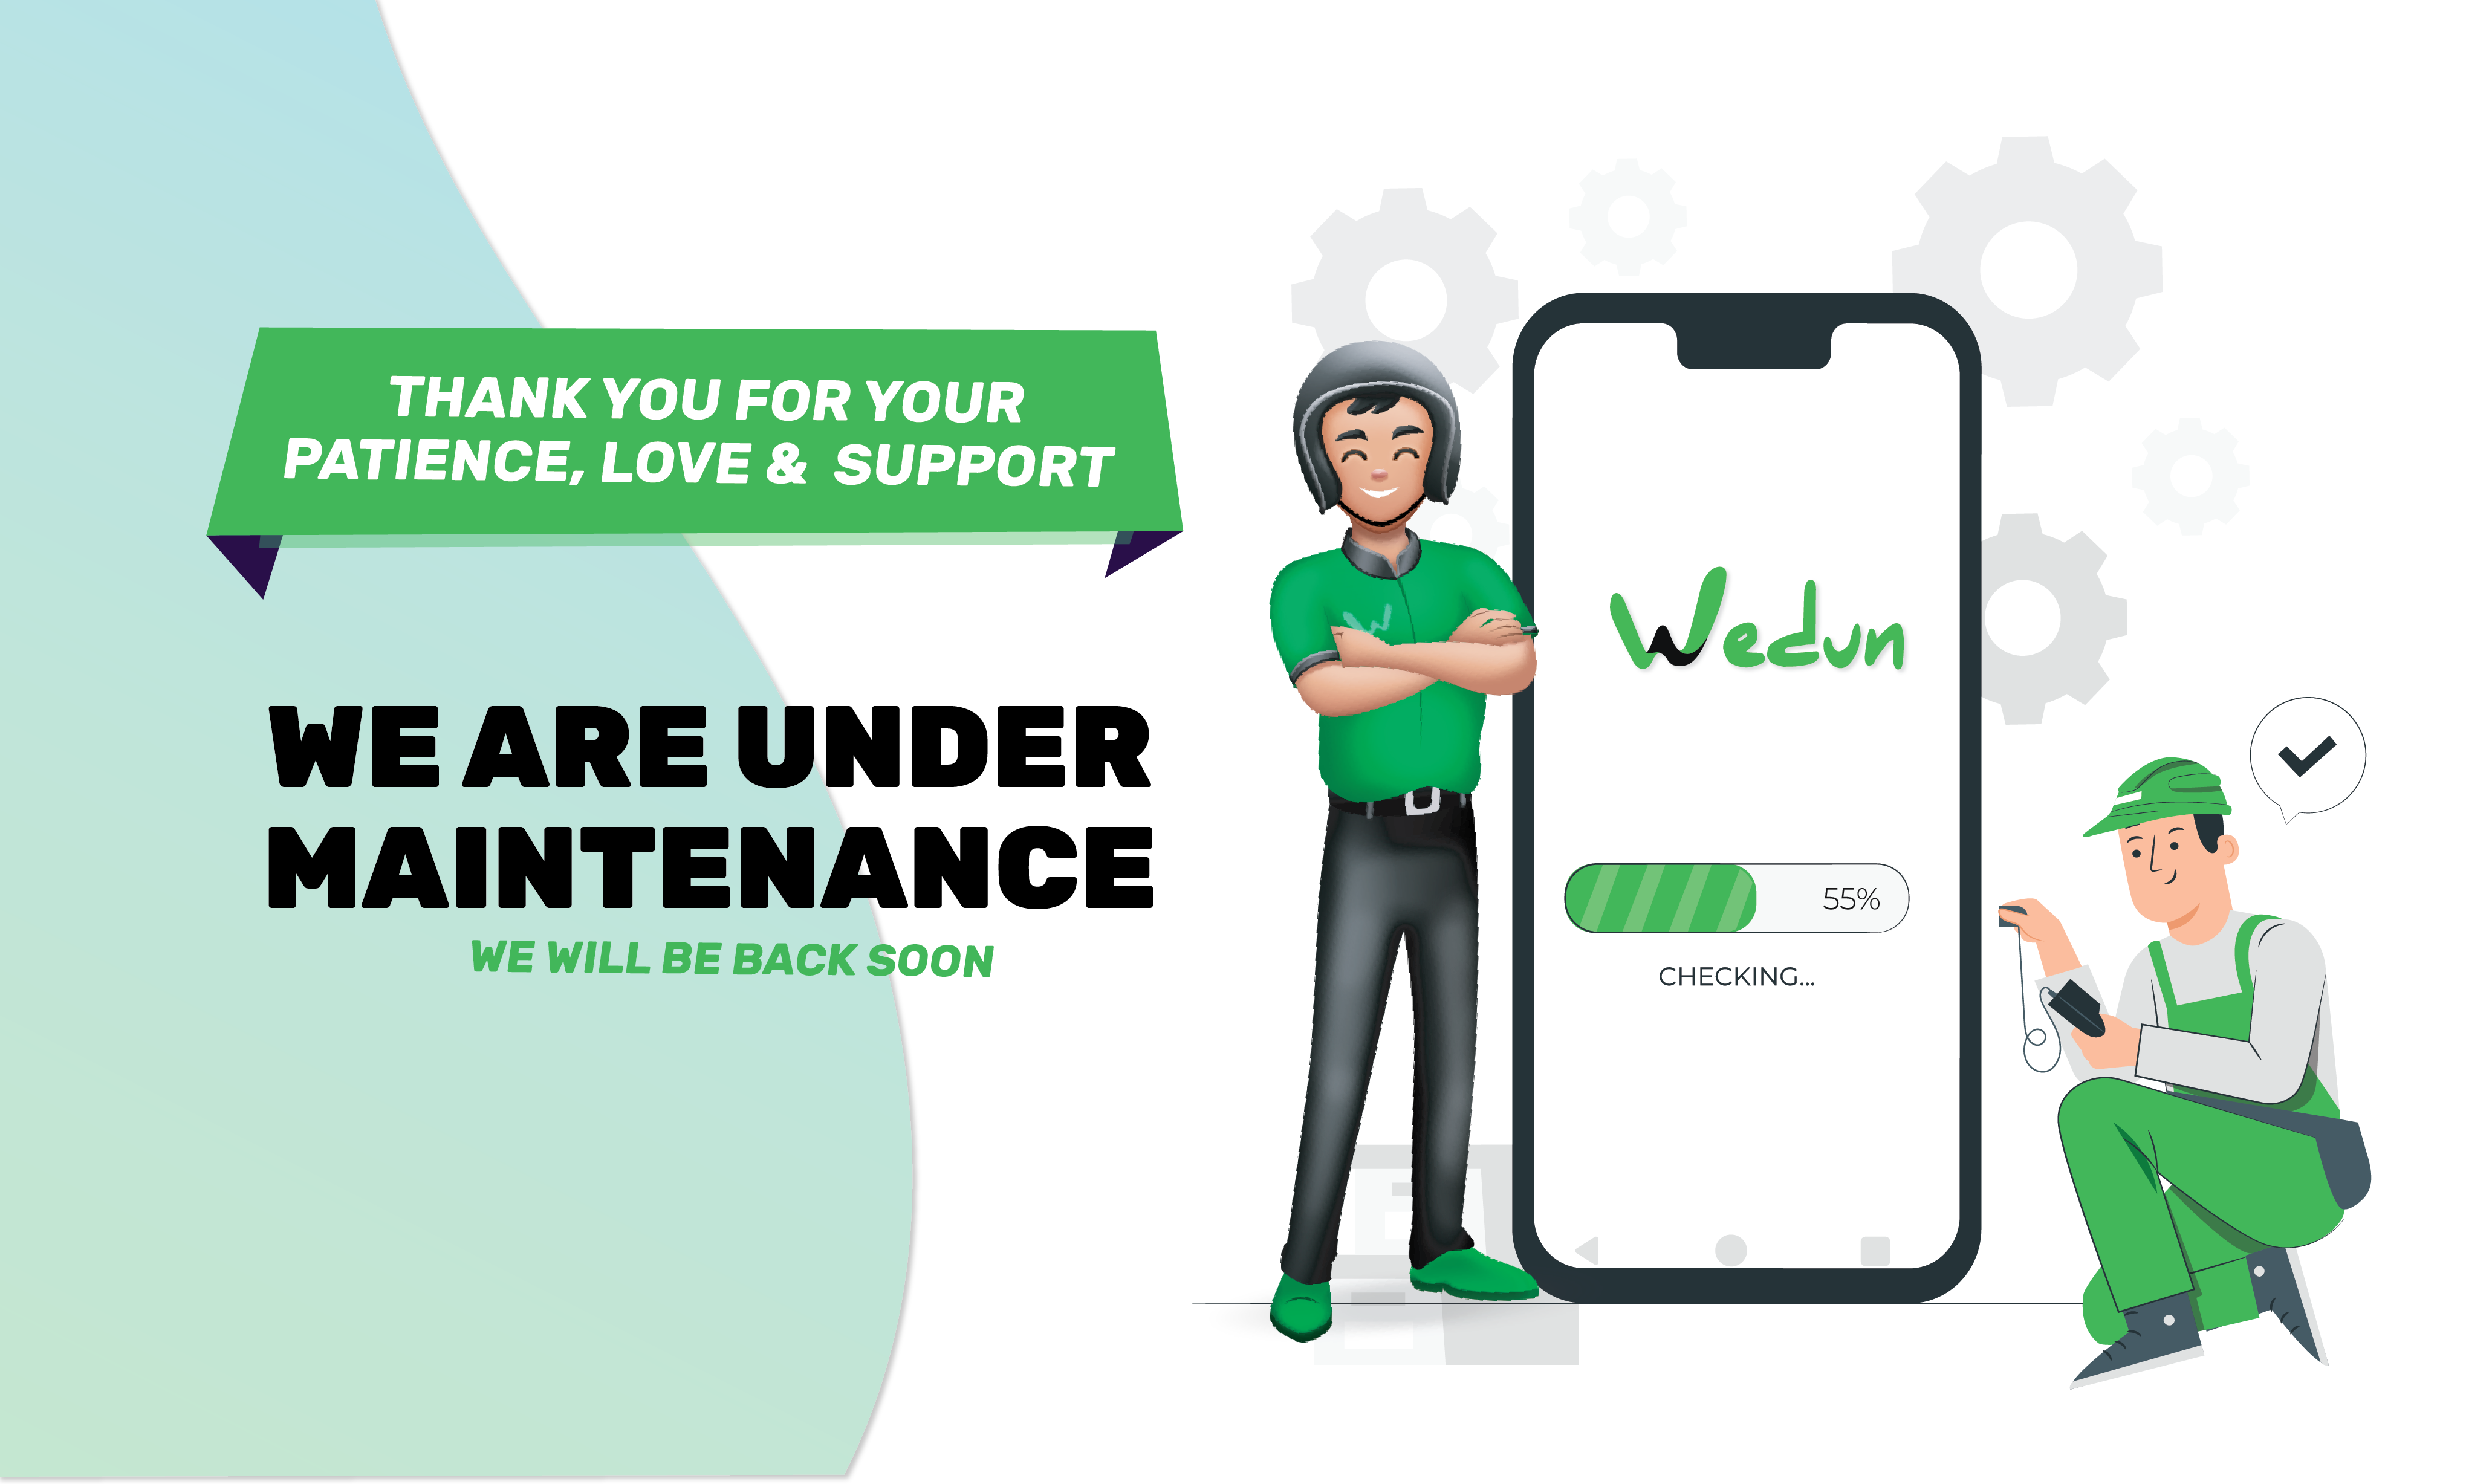 THANK YOU FOR YOUR
PATIENCE, LOVE & SUPPORT
WE ARE UNDER
MAINTENANCE
WE WILL BE BACK SOON
W
Wedun
55%
CHECKING...